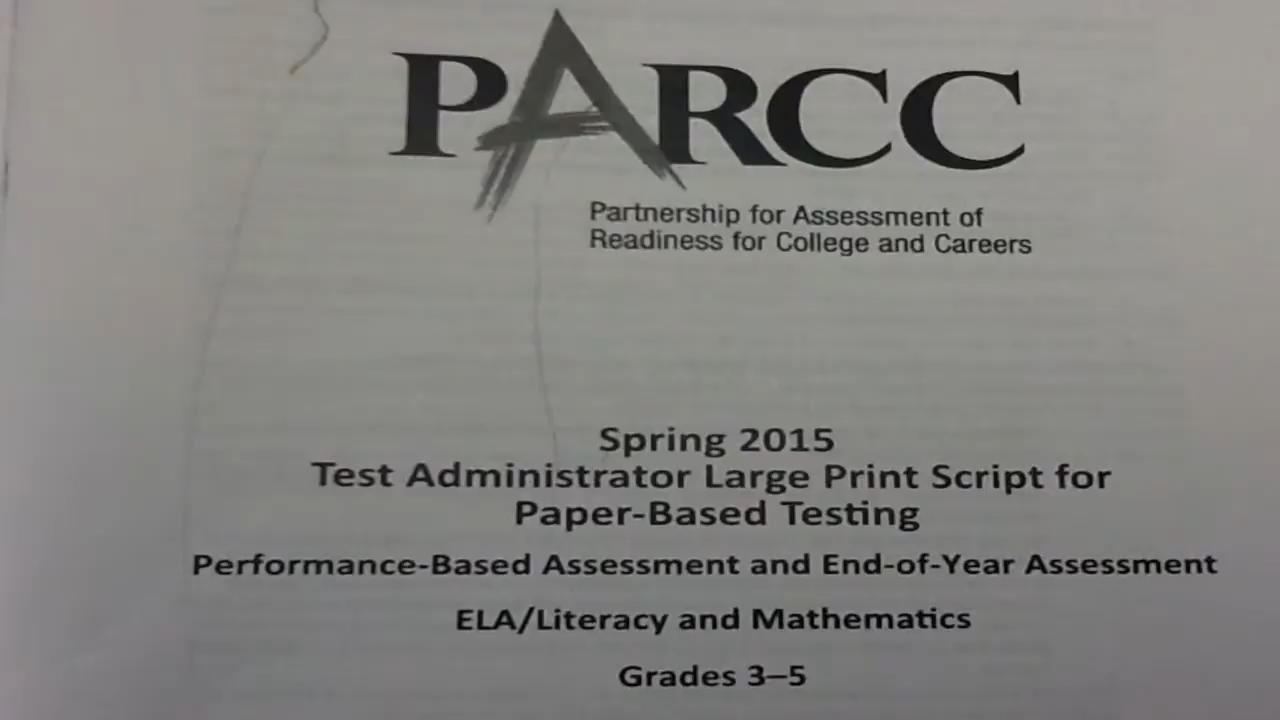 PARCC
Partnership for Assessment of
Readiness for College and Careers
Spring 2015
Test Administrator Large Print Script for
Paper-Based Testing
Performance-Based Assessment and End-of-Year Assessment
ELA/Literacy and Mathematics
Grades 3–5